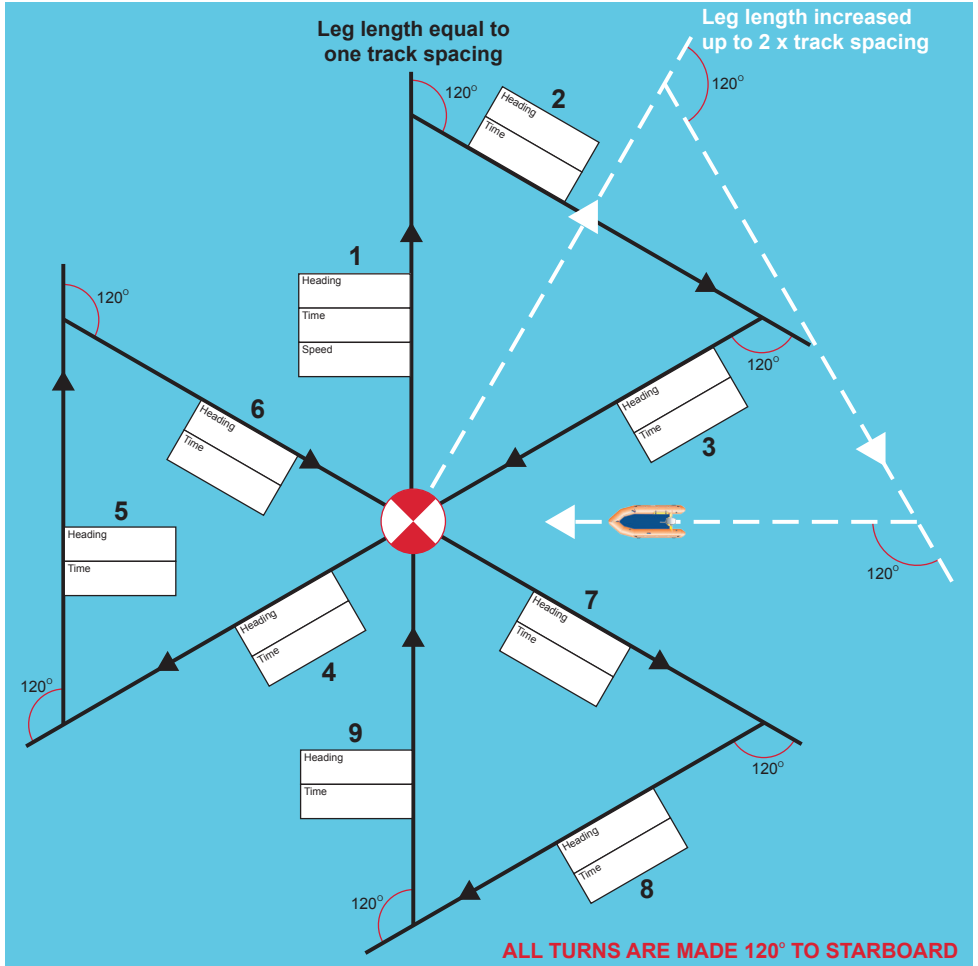 Leg length equal to
one track spacing
Leg length increased
up to 2 x track spacing
120°
120°
2
Heading
Time
1
Heading
Time
Speed
120°
120°
6
Heading
Time
Heading
Time
3
5
Heading
Time
120°
7
Heading
Time
Heading
Time
4
120°
9
Heading
Time
120°
Heading
Time
8
120°
ALL TURNS ARE MADE 120° TO STARBOARD